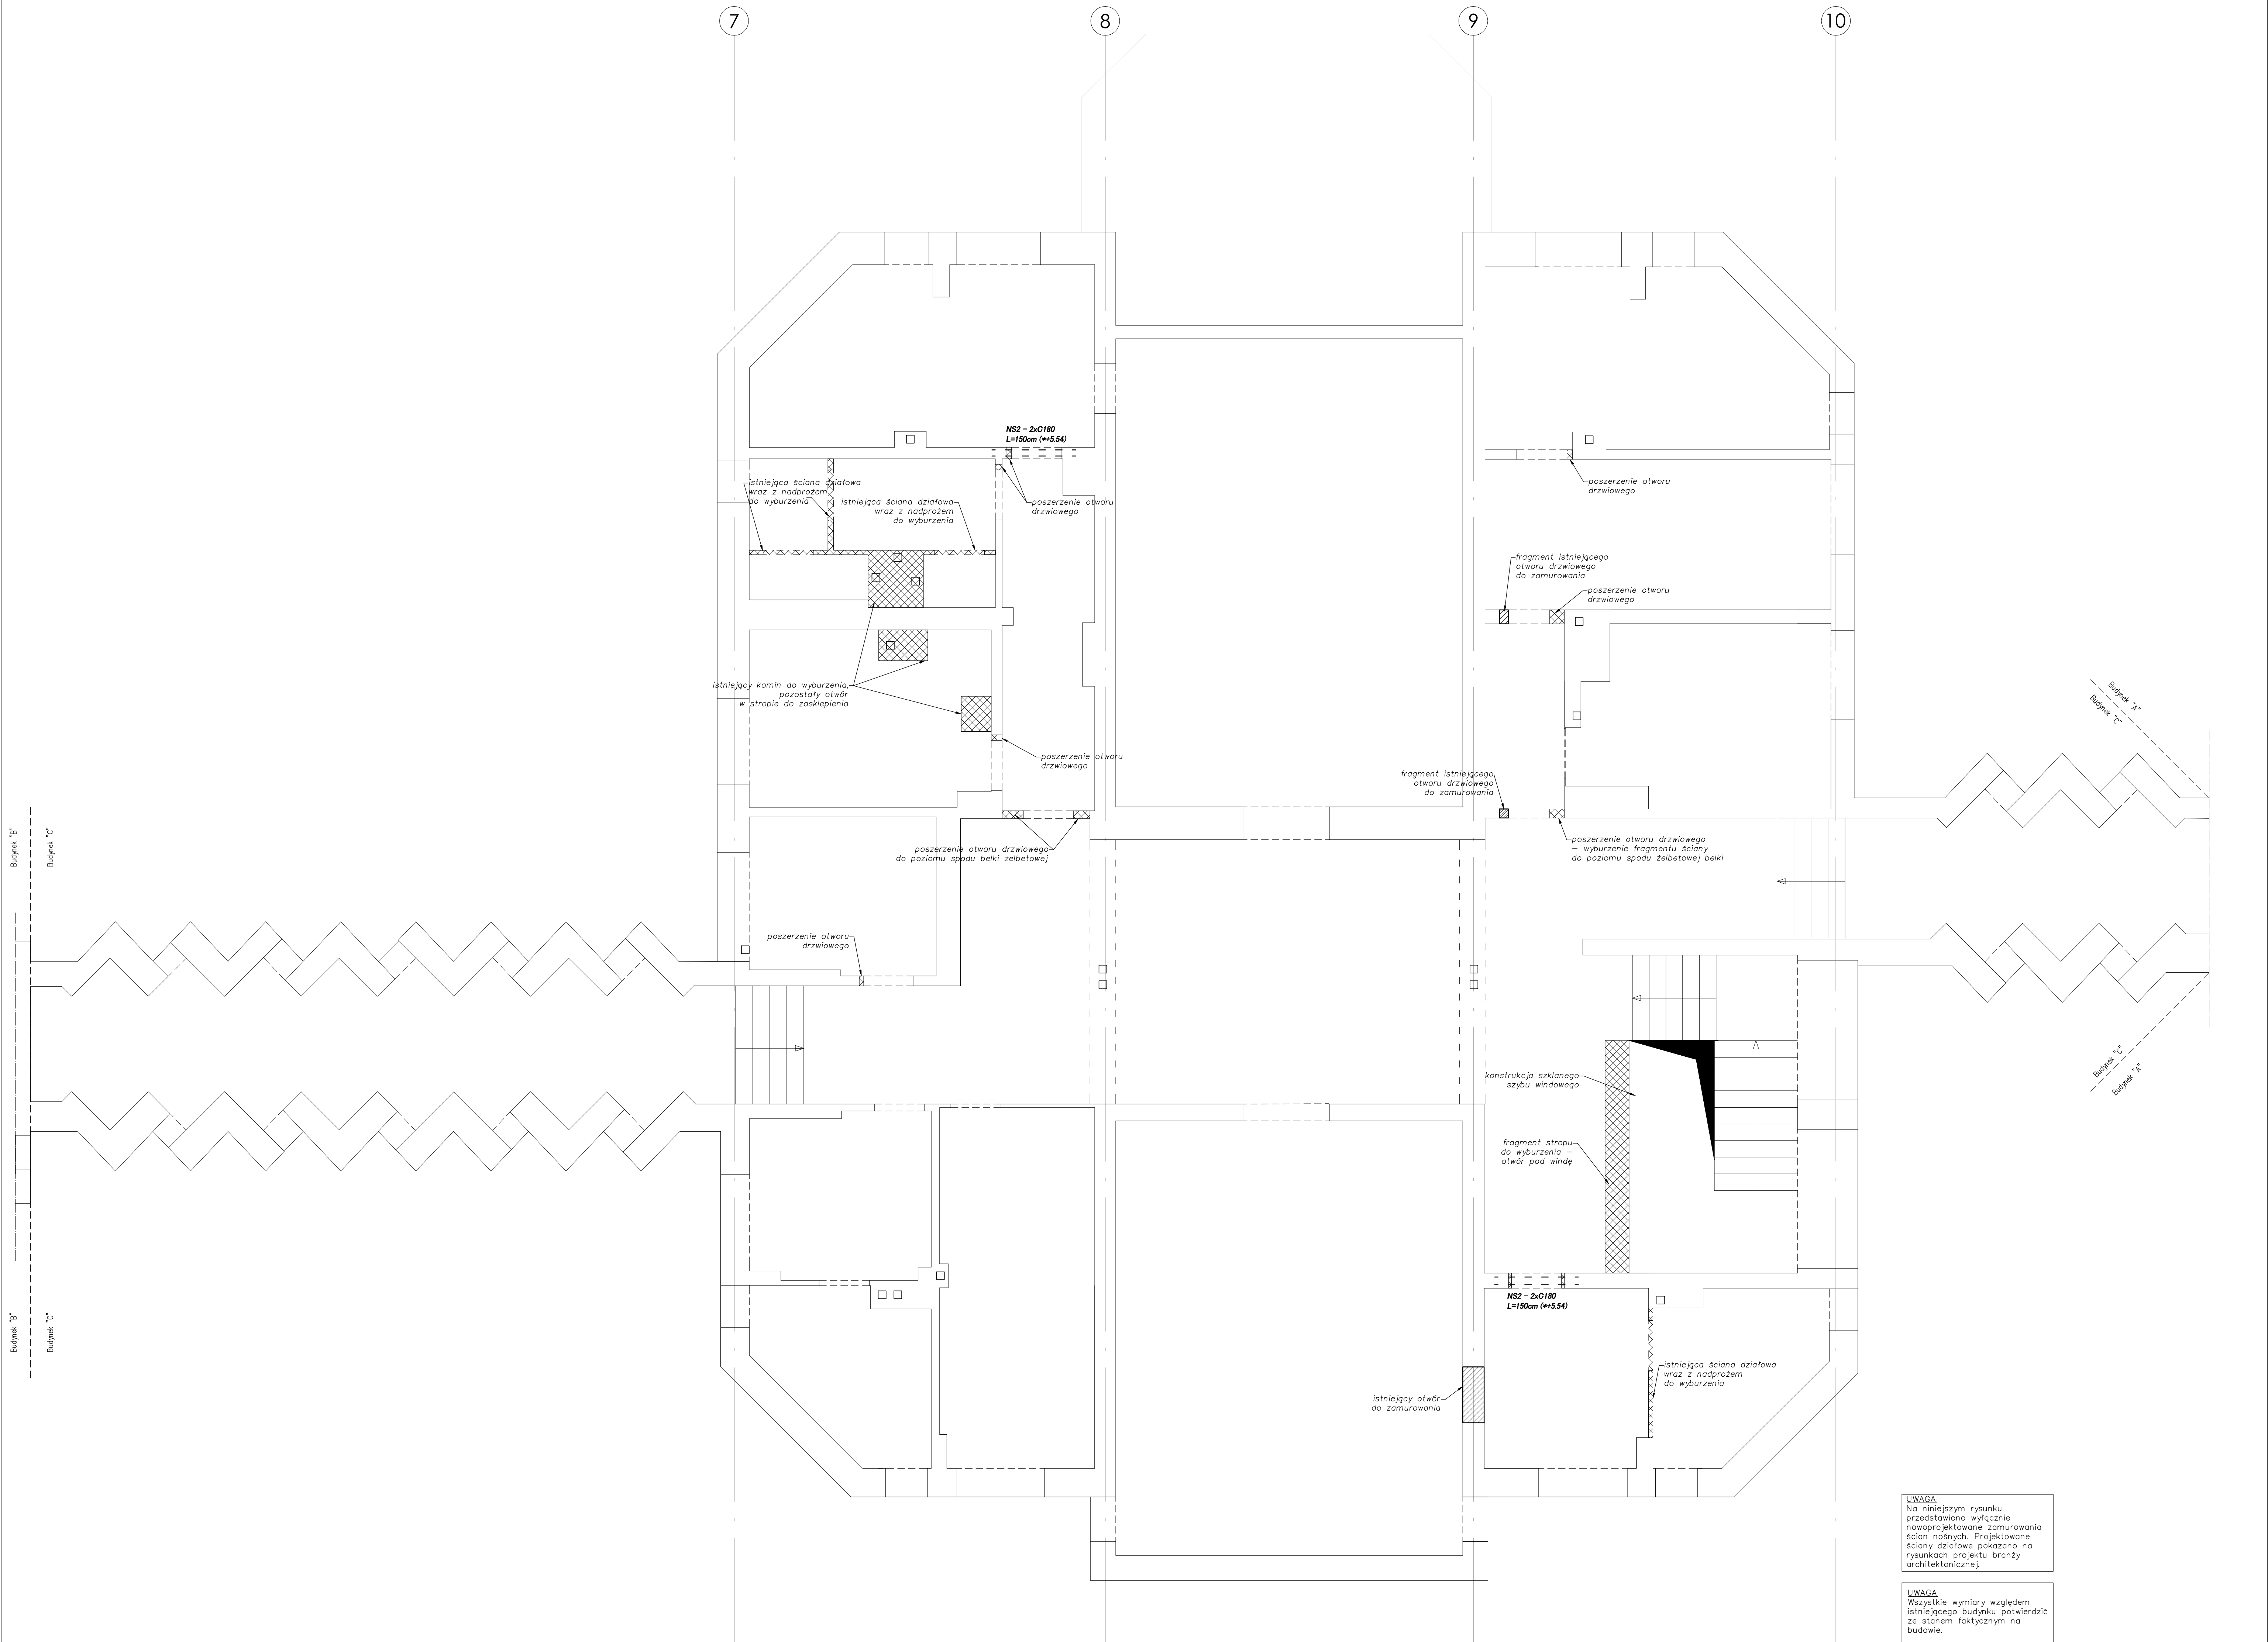 7
8
9
10
NS2 - 2xC180
L=150cm (*+5.54)
istniejąca ściana działowa
wraz z nadprożem
do wyburzenia
istniejąca ściana działowa
wraz z nadprożem
do wyburzenia
poszerzenie otworu
drzwiowego
poszerzenie otworu
drzwiowego
fragment istniejącego
otworu drzwiowego
do zamurowania
poszerzenie otworu
drzwiowego
istniejący komin do wyburzenia,
pozostały otwór
w stropie do zasklepienia
poszerzenie otworu
drzwiowego
fragment istniejącego
otworu drzwiowego
do zamurowania
poszerzenie otworu drzwiowego
do poziomu spodu belki żelbetowej
poszerzenie otworu drzwiowego
- wyburzenie fragmentu ściany
do poziomu spodu żelbetowej belki
poszerzenie otworu
drzwiowego
Budynek "B"
Budynek "C"
Budynek "A"
Budynek "C"
konstrukcja szklanego
szybu windowego
fragment stropu
do wyburzenia -
otwór pod windę
Budynek "C"
Budynek "A"
NS2 - 2xC180
L=150cm (*+5.54)
Budynek "B"
Budynek "C"
istniejąca ściana działowa
wraz z nadprożem
do wyburzenia
istniejący otwór
do zamurowania
UWAGA
Na niniejszym rysunku
przedstawiono wyłącznie
nowoprojektowane zamurowania
ścian nośnych. Projektowane
ściany działowe pokazano na
rysunkach projektu branży
architektonicznej.
UWAGA
Wszystkie wymiary względem
istniejącego budynku potwierdzić
ze stanem faktycznym na
budowie.